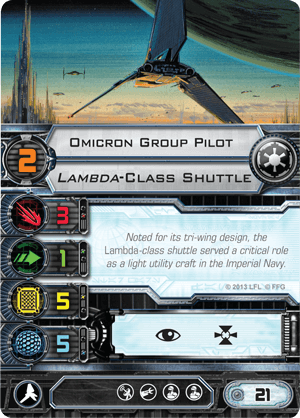 Omicron Group Pilot
2
Lambda-Class Shuttle
3
1
5
5
Noted for its tri-wing design, the
Lambda-class shuttle served a critical role
as a light utility craft in the Imperial Navy.
© 2013 LFL © FFG
21